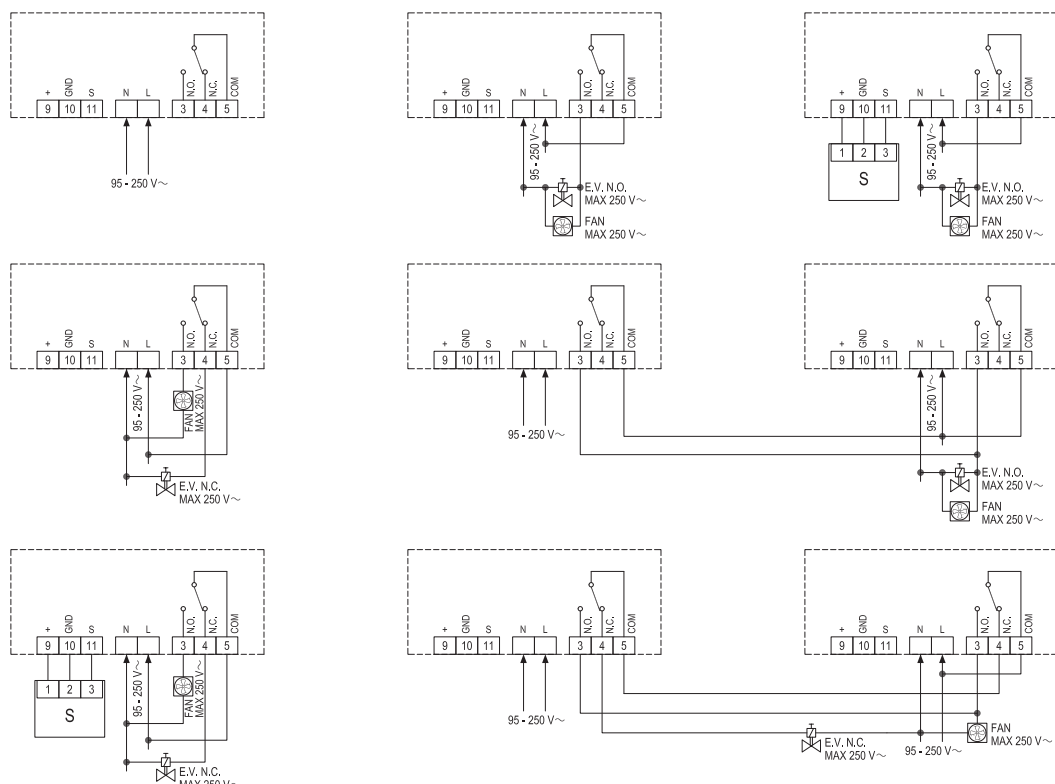 + GND S N L N.O. N.C. COM
9 10 11 3 4 5
95 - 250 V~
+ GND S N L N.O. N.C. COM
9 10 11 3 4 5
95 - 250 V~
E.V. N.O.
MAX 250 V~
FAN
MAX 250 V~
+ GND S N L N.O. N.C. COM
9 10 11 3 4 5
1 2 3
S
95 - 250 V~
E.V. N.O.
MAX 250 V~
FAN
MAX 250 V~
+ GND S N L N.O. N.C. COM
9 10 11 3 4 5
95 - 250 V~
FAN
MAX 250 V~
E.V. N.C.
MAX 250 V~
+ GND S N L N.O. N.C. COM
9 10 11 3 4 5
95 - 250 V~
+ GND S N L N.O. N.C. COM
9 10 11 3 4 5
95 - 250 V~
E.V. N.O.
MAX 250 V~
FAN
MAX 250 V~
+ GND S N L N.O. N.C. COM
9 10 11 3 4 5
1 2 3
S
95 - 250 V~
FAN
MAX 250 V~
E.V. N.C.
MAX 250 V~
+ GND S N L N.O. N.C. COM
9 10 11 3 4 5
95 - 250 V~
+ GND S N L N.O. N.C. COM
9 10 11 3 4 5
E.V. N.C.
MAX 250 V~
95 - 250 V~
FAN
MAX 250 V~